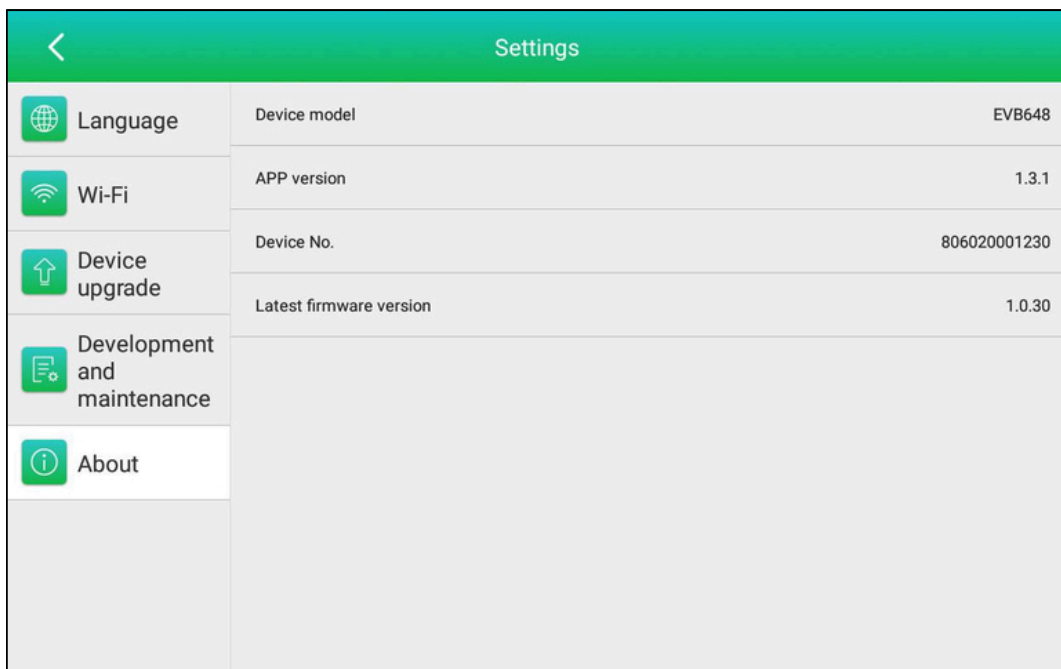 Settings
Language
Wi-Fi
Device
upgrade
Development
and
maintenance
About
Device model EVB648
APP version 1.3.1
Device No. 806020001230
Latest firmware version 1.0.30